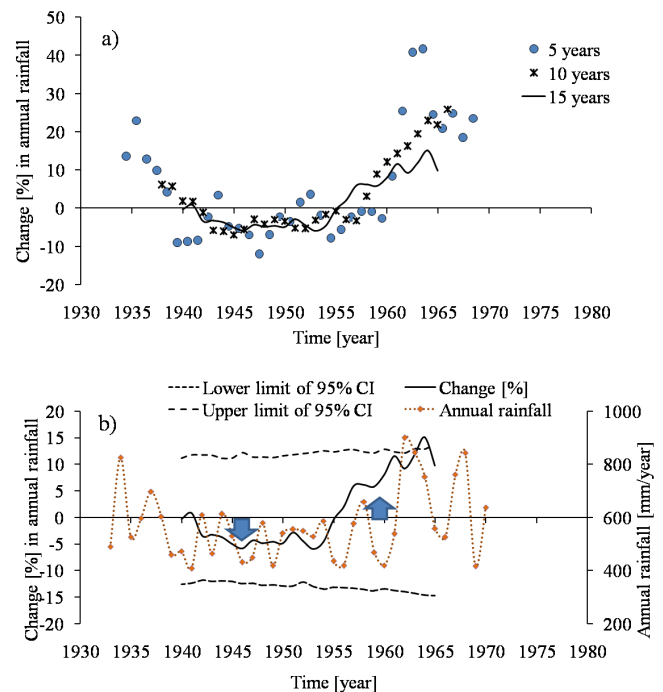 a)
50
40
30
20
10
0
-10
-20
Change [%] in annual rainfall
5 years
10 years
15 years
1930 1935 1940 1945 1950 1955 1960 1965 1970 1975 1980
Time [year]
b)
Lower limit of 95% CI Change [%]
Upper limit of 95% CI Annual rainfall
20
15
10
5
0
-5
-10
-15
-20
Change [%] in annual rainfall
1000
800
600
400
200
Annual rainfall [mm/year]
1930 1935 1940 1945 1950 1955 1960 1965 1970 1975 1980
Time [year]